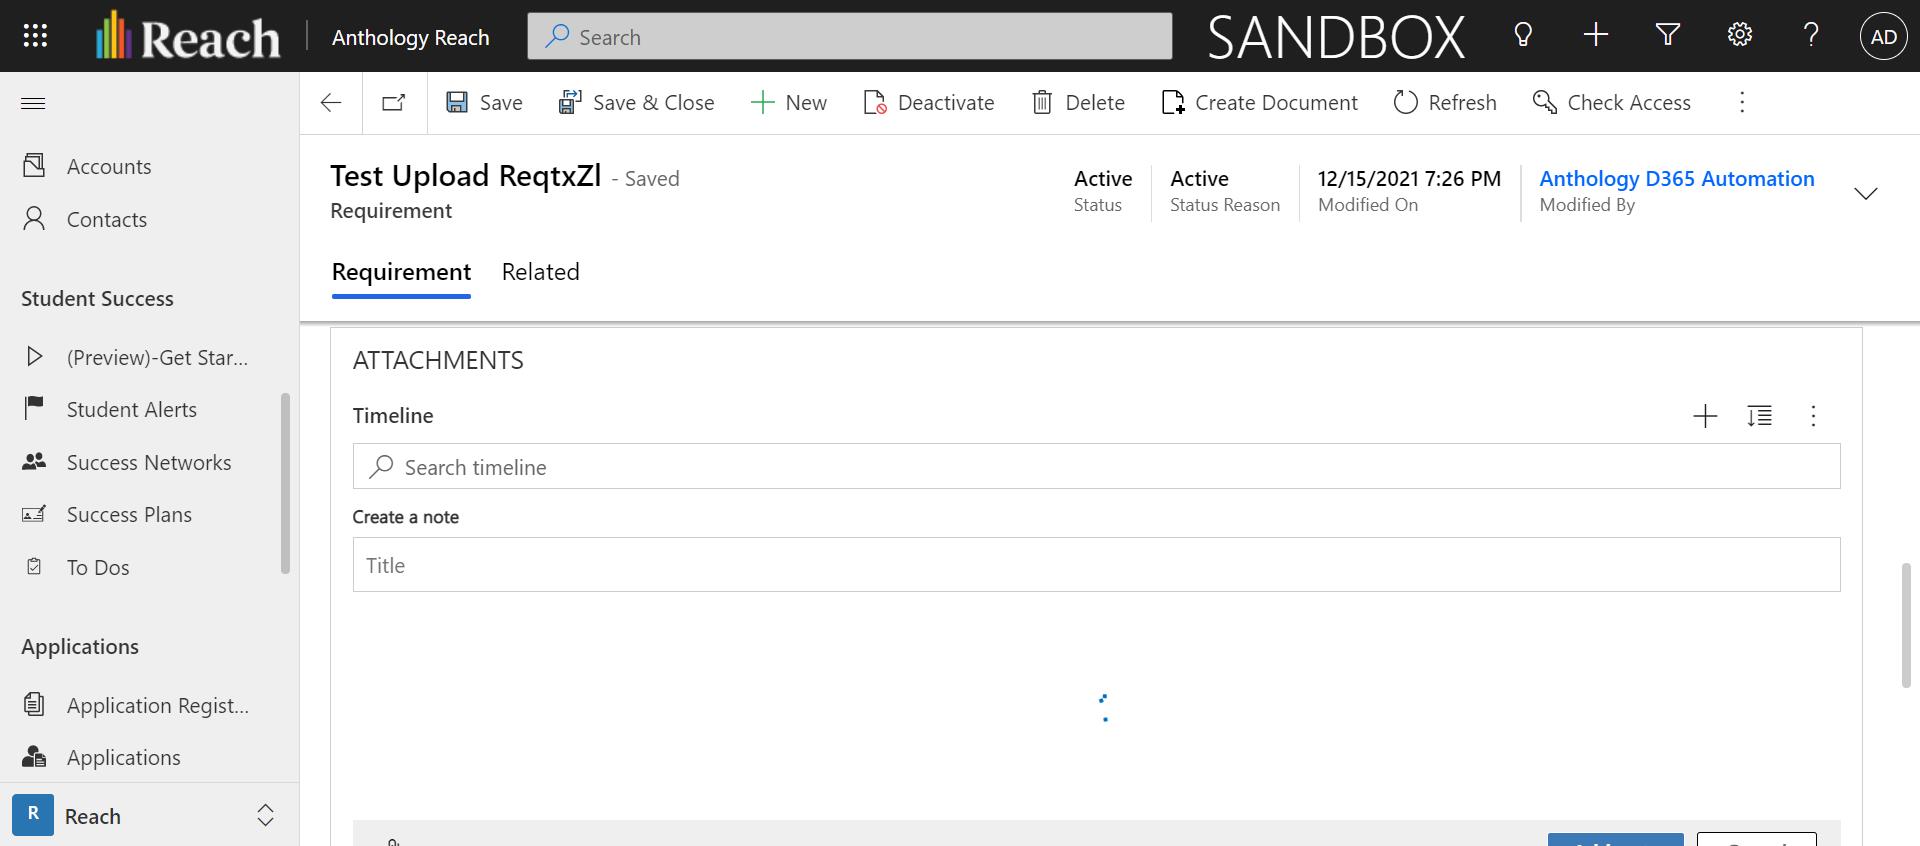 Reach
Anthology Reach
Search
SANDBOX
AD
Save
Save & Close
New
Deactivate
Delete
Create Document
Refresh
Check Access
Accounts
Contacts
Student Success
(Preview)-Get Star...
Student Alerts
Success Networks
Success Plans
To Dos
Applications
Application Regist...
Applications
R
Reach
Test Upload ReqtxZl - Saved
Requirement
Active
Status
Active
Status Reason
12/15/2021 7:26 PM
Modified On
Anthology D365 Automation
Modified By
Requirement
Related
ATTACHMENTS
Timeline
Search timeline
Create a note
Title